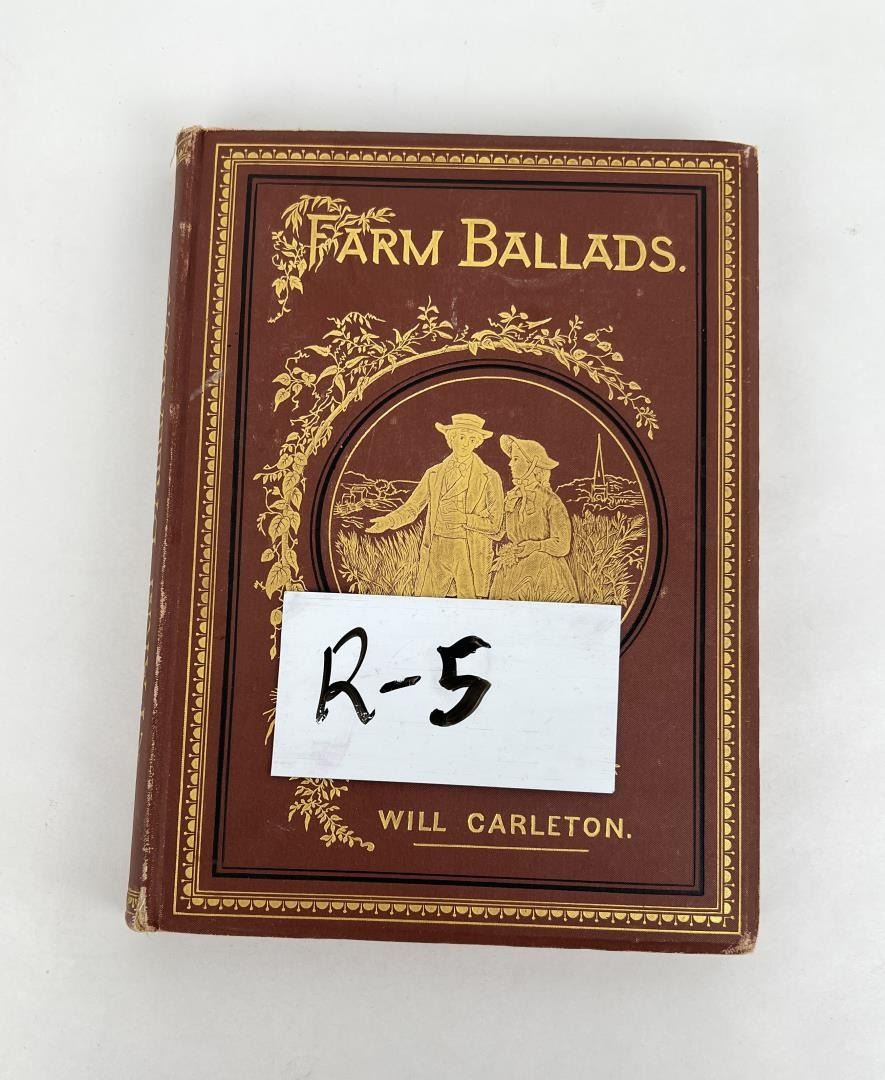 FARM BALLADS.
R-5
WILL CARLETON.